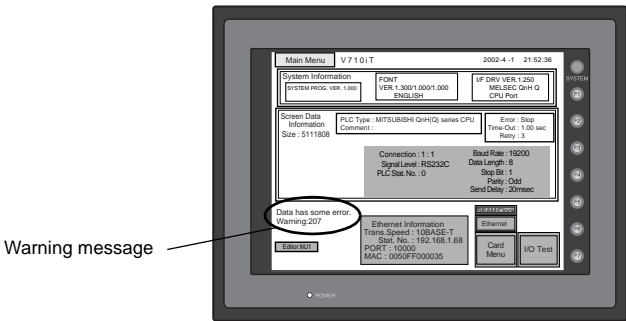 Main Menu V710iT 2002-4 -1 21:52:36
System Information
SYSTEM PROG. VER. 1.000
FONT
VER.1.300/1.000/1.000
ENGLISH
I/F DRV VER.1.250
MELSEC QnH Q
CPU Port
SYSTEM
F1
Screen Data
Information
Size : 5111808
PLC Type : MITSUBISHI QnH(Q) series CPU
Comment :
Error : Stop
Time-Out : 1.00 sec
Retry : 3
F2
Connection : 1 : 1
Signal Level : RS232C
PLC Stat. No. : 0
Baud Rate : 19200
Data Length : 8
Stop Bit : 1
Parity : Odd
Send Delay : 20msec
F3
F4
F5
Data has some error.
Warning:207
Warning message
Editor:MJ1
Ethernet Information
Trans.Speed : 10BASE-T
Stat. No. : 192.168.1.68
PORT : 10000
MAC : 0050FF000035
Ethernet
Card
Menu
I/O Test
F6
F7
POWER